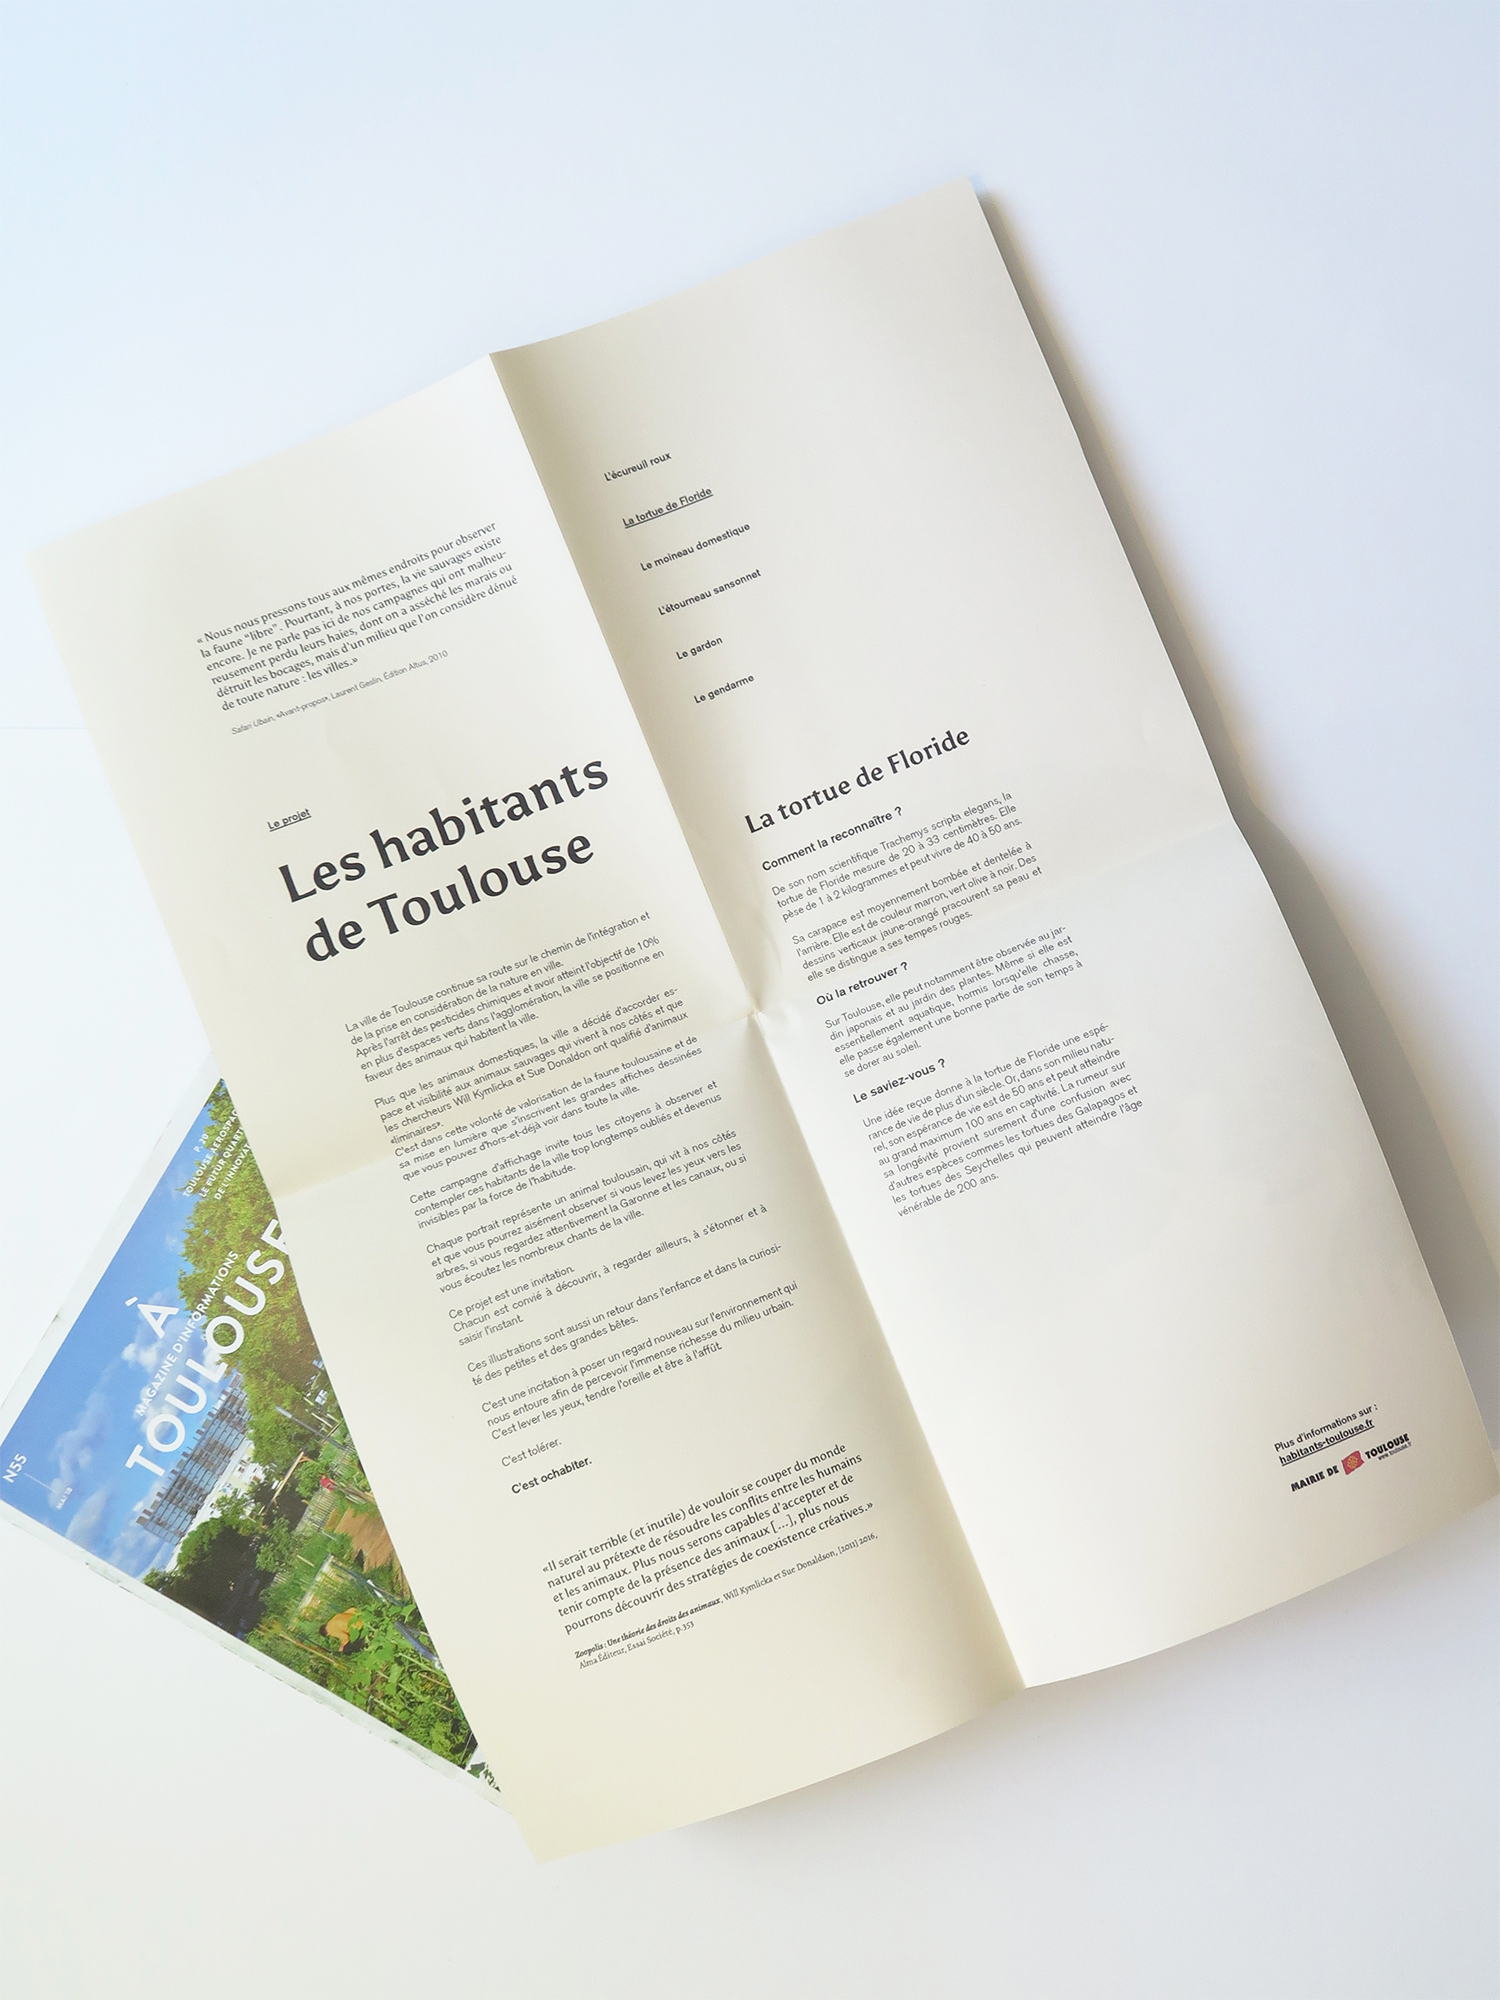 « Nous nous pressons tous aux mêmes endroits pour observer
la faune "libre". Pourtant, à nos portes, la vie sauvages existe
encore. Je ne parle pas ici de nos campagnes qui ont malheu-
reusement perdu leurs haies, dont on a asséché les marais ou
détruit les bocages, mais d'un milieu que l'on considère dénué
de toute nature : les villes.»
Safari Ubain, «Avant-propos», Laurent Geslin, Édition Altus, 2010
Le projet
Les habitants
de Toulouse
La ville de Toulouse continue sa route sur le chemin de l'intégration et
de la prise en considération de la nature en ville.
Après l'arrêt des pesticides chimiques et avoir atteint l'objectif de 10%
en plus d'espaces verts dans l'agglomération, la ville se positionne en
faveur des animaux qui habitent la ville.
Plus que les animaux domestiques, la ville a décidé d'accorder es-
pace et visibilité aux animaux sauvages qui vivent à nos côtés et que
les chercheurs Will Kymlicka et Sue Donaldon ont qualifié d'animaux
«liminaires».
C'est dans cette volonté de valorisation de la faune toulousaine et de
sa mise en lumière que s'inscrivent les grandes affiches dessinées
que vous pouvez d'hors-et-déjà voir dans toute la ville.
Cette campagne d'affichage invite tous les citoyens à observer et
contempler ces habitants de la ville trop longtemps oubliés et devenus
invisibles par la force de l'habitude.
Chaque portrait représente un animal toulousain, qui vit à nos côtés
et que vous pourrez aisément observer si vous levez les yeux vers les
arbres, si vous regardez attentivement la Garonne et les canaux, ou si
vous écoutez les nombreux chants de la ville.
Ce projet est une invitation.
Chacun est convié à découvrir, à regarder ailleurs, à s'étonner et à
saisir l'instant.
Ces illustrations sont aussi un retour dans l'enfance et dans la curiosi-
té des petites et des grandes bêtes.
C'est une incitation à poser un regard nouveau sur l'environnement qui
nous entoure afin de percevoir l'immense richesse du milieu urbain.
C'est lever les yeux, tendre l'oreille et être à l'affût.
C'est tolérer.
C'est ochabiter.
«Il serait terrible (et inutile) de vouloir se couper du monde
naturel au prétexte de résoudre les conflits entre les humains
et les animaux. Plus nous serons capables d'accepter et de
tenir compte de la présence des animaux [...], plus nous
pourrons découvrir des stratégies de coexistence créatives.»
Zoopolis : Une théorie des droits des animaux, Will Kymlicka et Sue Donaldson, [2011] 2016,
Alma Éditeur, Essai Société, p.353
L'écureuil roux
La tortue de Floride
Le moineau domestique
L'étourneau sansonnet
Le gardon
Le gendarme
La tortue de Floride
Comment la reconnaître ?
De son nom scientifique Trachemys scripta elegans, la
tortue de Floride mesure de 20 à 33 centimètres. Elle
pèse de 1 à 2 kilogrammes et peut vivre de 40 à 50 ans.
Sa carapace est moyennement bombée et dentelée à
l'arrière. Elle est de couleur marron, vert olive à noir. Des
dessins verticaux jaune-orangé pracourent sa peau et
elle se distingue a ses tempes rouges.
Où la retrouver ?
Sur Toulouse, elle peut notamment être observée au jar-
din japonais et au jardin des plantes. Même si elle est
essentiellement aquatique, hormis lorsqu'elle chasse,
elle passe également une bonne partie de son temps à
se dorer au soleil.
Le saviez-vous ?
Une idée reçue donne à la tortue de Floride une espé-
rance de vie de plus d'un siècle. Or, dans son milieu natu-
rel, son espérance de vie est de 50 ans et peut atteindre
au grand maximum 100 ans en captivité. La rumeur sur
sa longévité provient surement d'une confusion avec
d'autres espèces commes les tortues des Galapagos et
les tortues des Seychelles qui peuvent atteindre l'âge
vénérable de 200 ans.
Plus d'informations sur :
habitants-toulouse.fr
MAIRIE DE TOULOUSE
www.toulouse.fr
P. 20
TOULOUSE AEROSPA
LE FUTUR QUART
DE L'INNOVA
À
MAGAZINE D'INFORMATIONS
TOULOUSE
N55